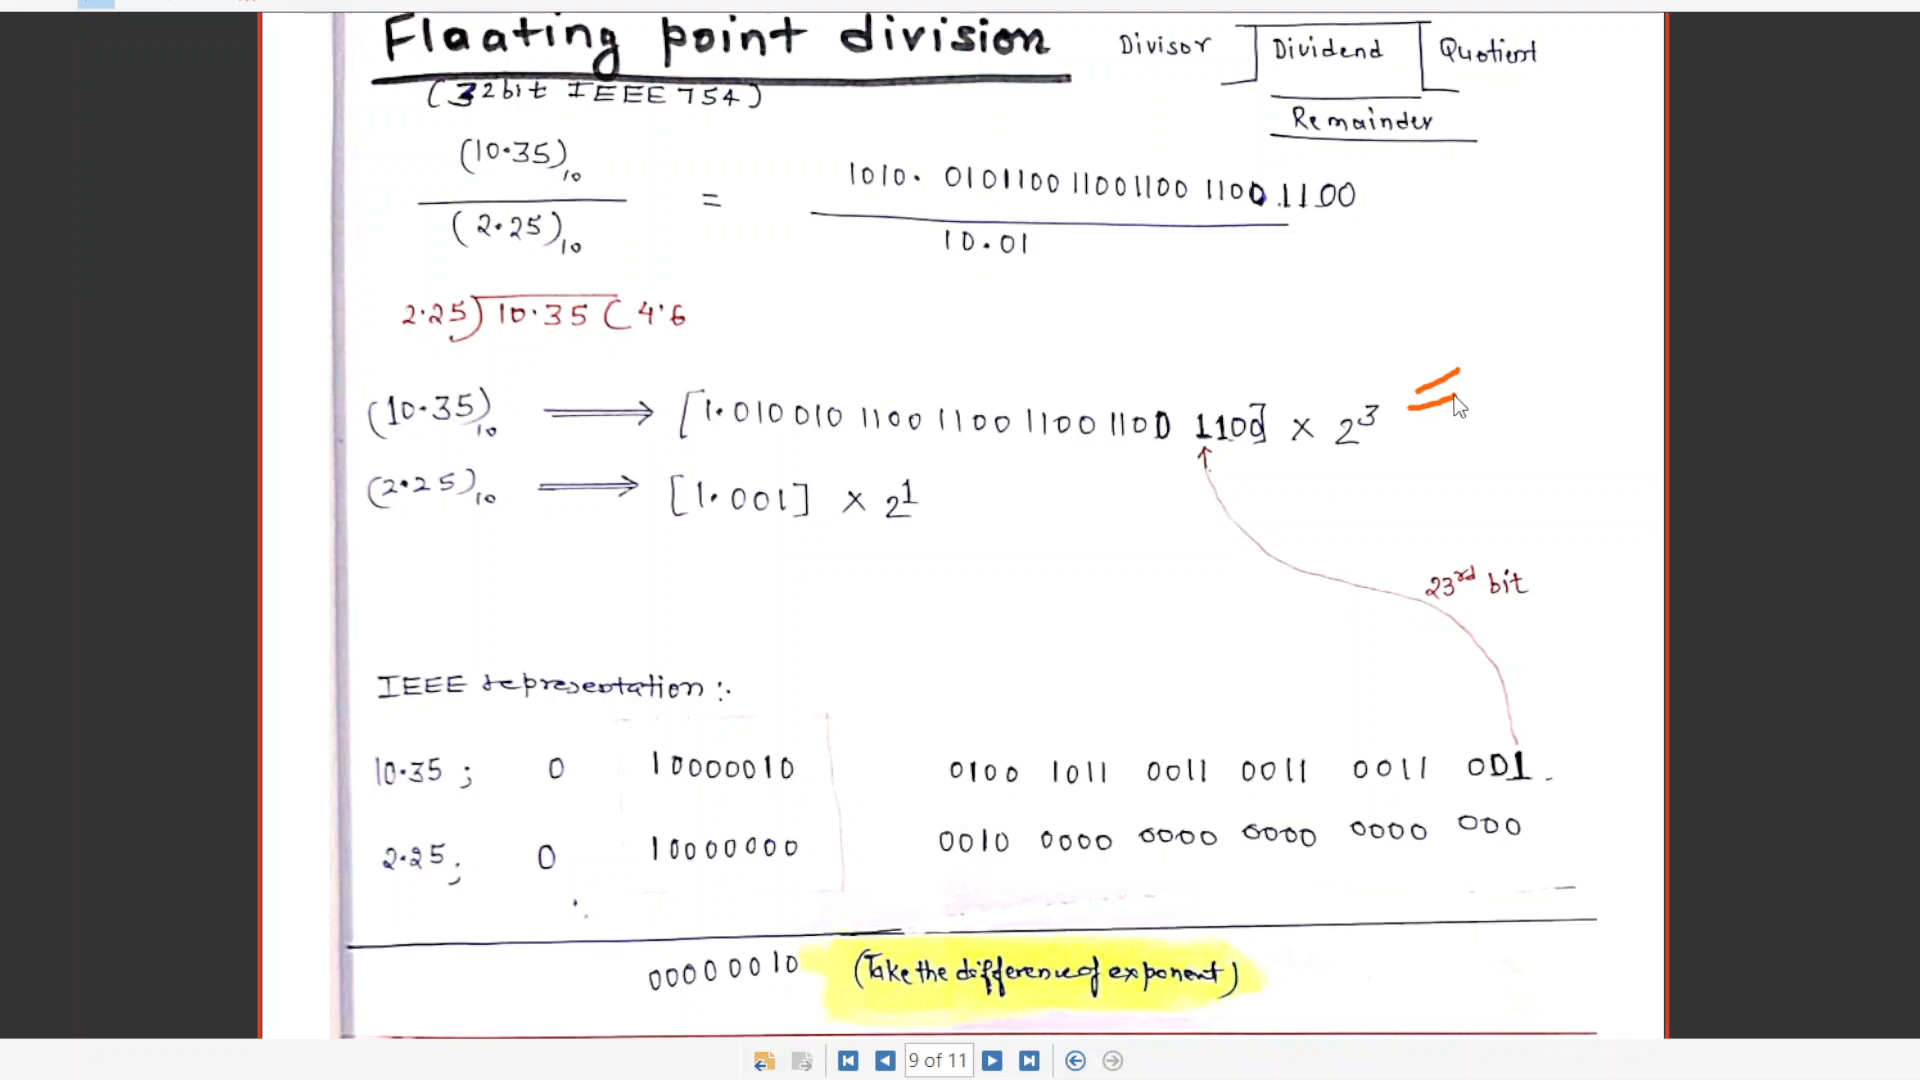 Flaating point division
(32bit IEEE 754)
Divisor Dividend Quotient
Remainder
(10.35)10 = 1010. 0101100 11001100 1100 1100
(2.25)10 10.01
2.25) 10.35 ( 4.6
(10.35)10 ⟹ [1.010010 1100 1100 1100 1100 1100] × 2^3
(2.25)10 ⟹ [1.001] × 2^1
23rd bit
IEEE representation :-
10.35 ; 0 10000010 0100 1011 0011 0011 0011 001
2.25 ; 0 10000000 0010 0000 0000 0000 0000 000
00000010 (Take the difference of exponent)
9 of 11